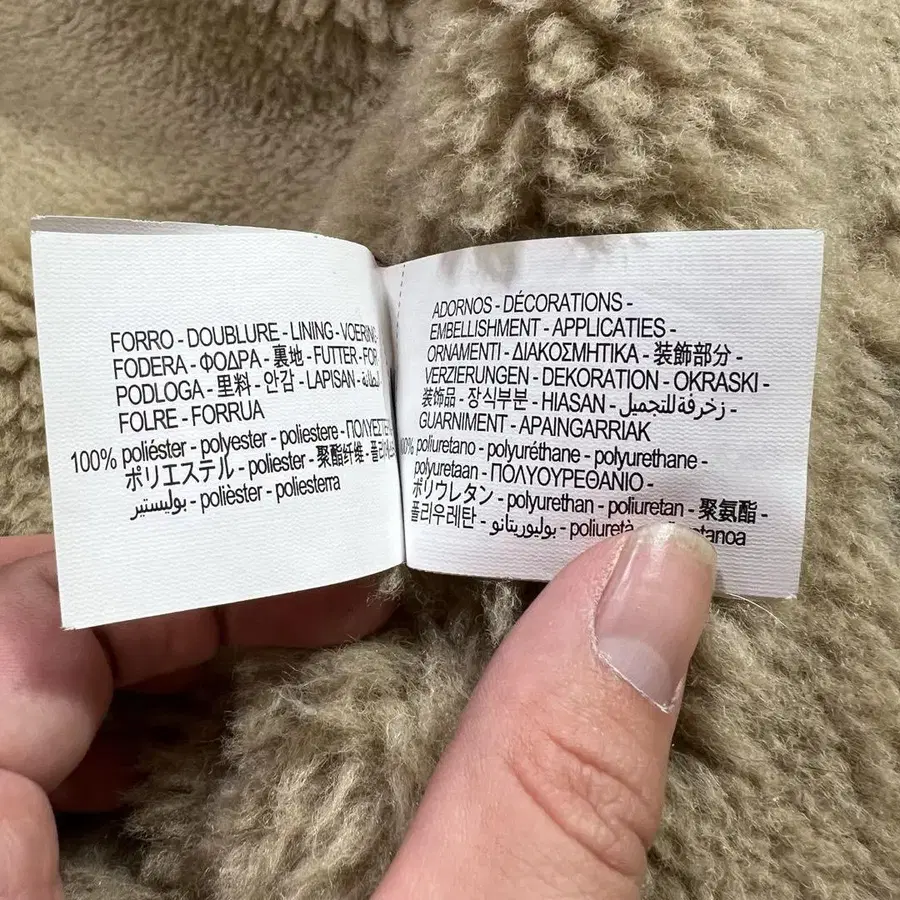 FORRO - DOUBLURE - LINING - VOERING
FODERA - ΦΟΔΡΑ - 裏地 - FUTTER - FOR
PODLOGA - 里料 - 안감 - LAPISAN - البطانة
FOLRE - FORRUA
100% poliéster - polyester - poliestere - ΠΟΛΥΕΣΤΕΡ
ポリエステル - poliester - 聚酯纤维 -
بوليستير - polièster - poliesterra
ADORNOS - DÉCORATIONS -
EMBELLISHMENT - APPLICATIES -
ORNAMENTI - ΔΙΑΚΟΣΜΗΤΙΚΑ - 装飾部分 -
VERZIERUNGEN - DEKORATION - OKRASKI -
装饰品 - 장식부분 - HIASAN - زخرفة للتجميل -
GUARNIMENT - APAINGARRIAK
100% poliuretano - polyuréthane - polyurethane -
polyuretaan - ΠΟΛΥΟΥΡΕΘΑΝΙΟ -
ポリウレタン - polyurethan - poliuretan - 聚氨酯 -
폴리우레탄 - بوليوريتانو - poliuretà